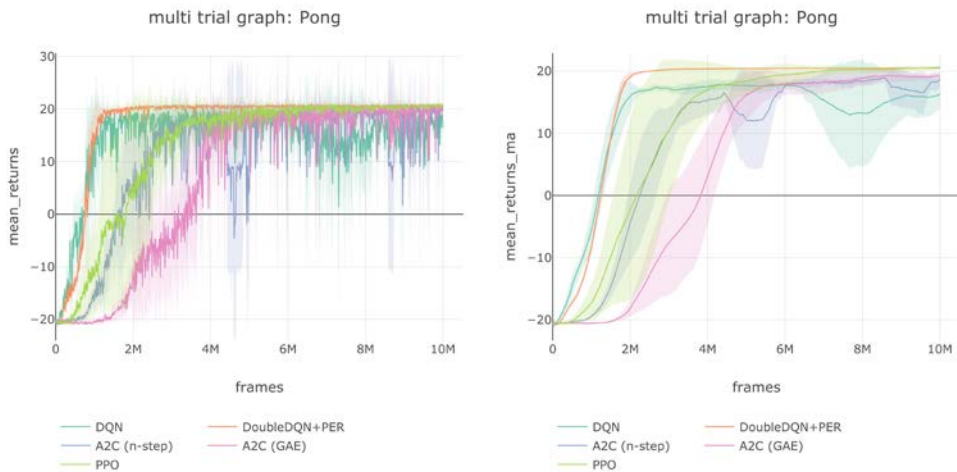 multi trial graph: Pong
30
20
10
0
−10
−20
mean_returns
0 2M 4M 6M 8M 10M
frames
DQN DoubleDQN+PER
A2C (n-step) A2C (GAE)
PPO
multi trial graph: Pong
20
10
0
−10
−20
mean_returns_ma
0 2M 4M 6M 8M 10M
frames
DQN DoubleDQN+PER
A2C (n-step) A2C (GAE)
PPO